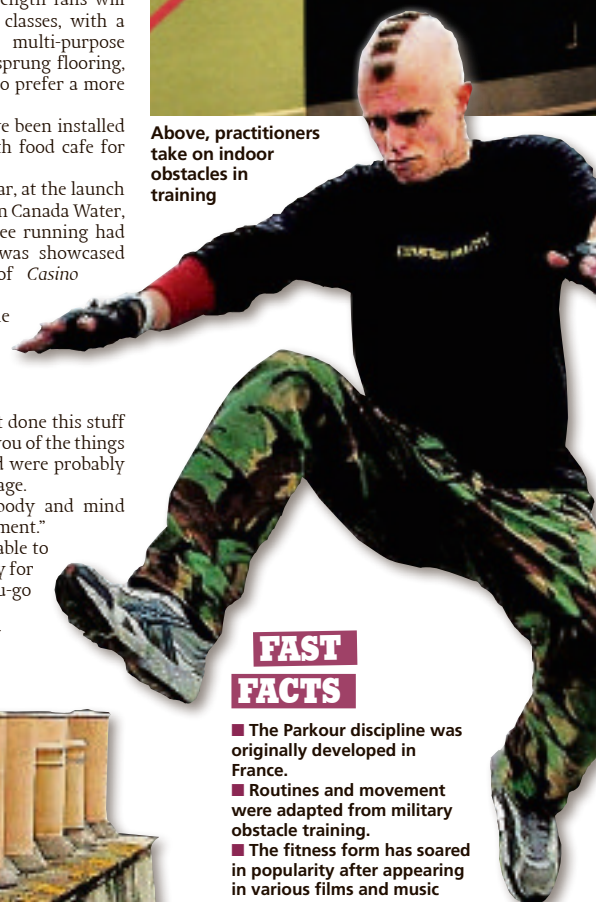 ength fans will
classes, with a
multi-purpose
sprung flooring,
o prefer a more
e been installed
th food cafe for
ar, at the launch
n Canada Water,
ee running had
was showcased
of Casino
e
t done this stuff
you of the things
d were probably
age.
body and mind
ment.”
able to
y for
u-go
Above, practitioners
take on indoor
obstacles in
training
FAST
FACTS
■ The Parkour discipline was
originally developed in
France.
■ Routines and movement
were adapted from military
obstacle training.
■ The fitness form has soared
in popularity after appearing
in various films and music